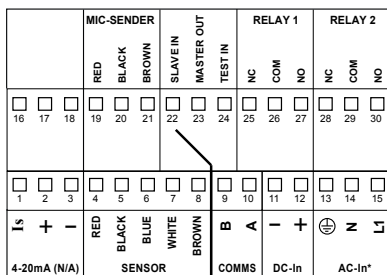 MIC-SENDER RELAY 1 RELAY 2
RED BLACK BROWN SLAVE IN MASTER OUT TEST IN NC COM NO NC COM NO
16 17 18 19 20 21 22 23 24 25 26 27 28 29 30
1 2 3 4 5 6 7 8 9 10 11 12 13 14 15
Is + − RED BLACK BLUE WHITE BROWN B A − + N L1
4-20mA (N/A) SENSOR COMMS DC-In AC-In*